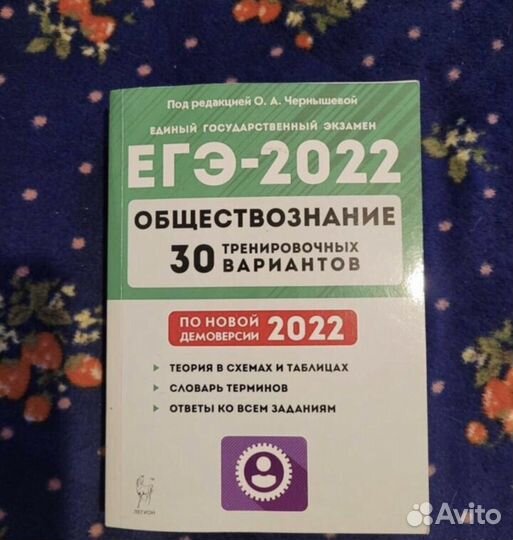 Под редакцией О. А. Чернышевой
ЕДИНЫЙ ГОСУДАРСТВЕННЫЙ ЭКЗАМЕН
ЕГЭ-2022
ОБЩЕСТВОЗНАНИЕ
30 ТРЕНИРОВОЧНЫХ
ВАРИАНТОВ
ПО НОВОЙ
ДЕМОВЕРСИИ 2022
ТЕОРИЯ В СХЕМАХ И ТАБЛИЦАХ
СЛОВАРЬ ТЕРМИНОВ
ОТВЕТЫ КО ВСЕМ ЗАДАНИЯМ
ЛЕГИОН
Avito